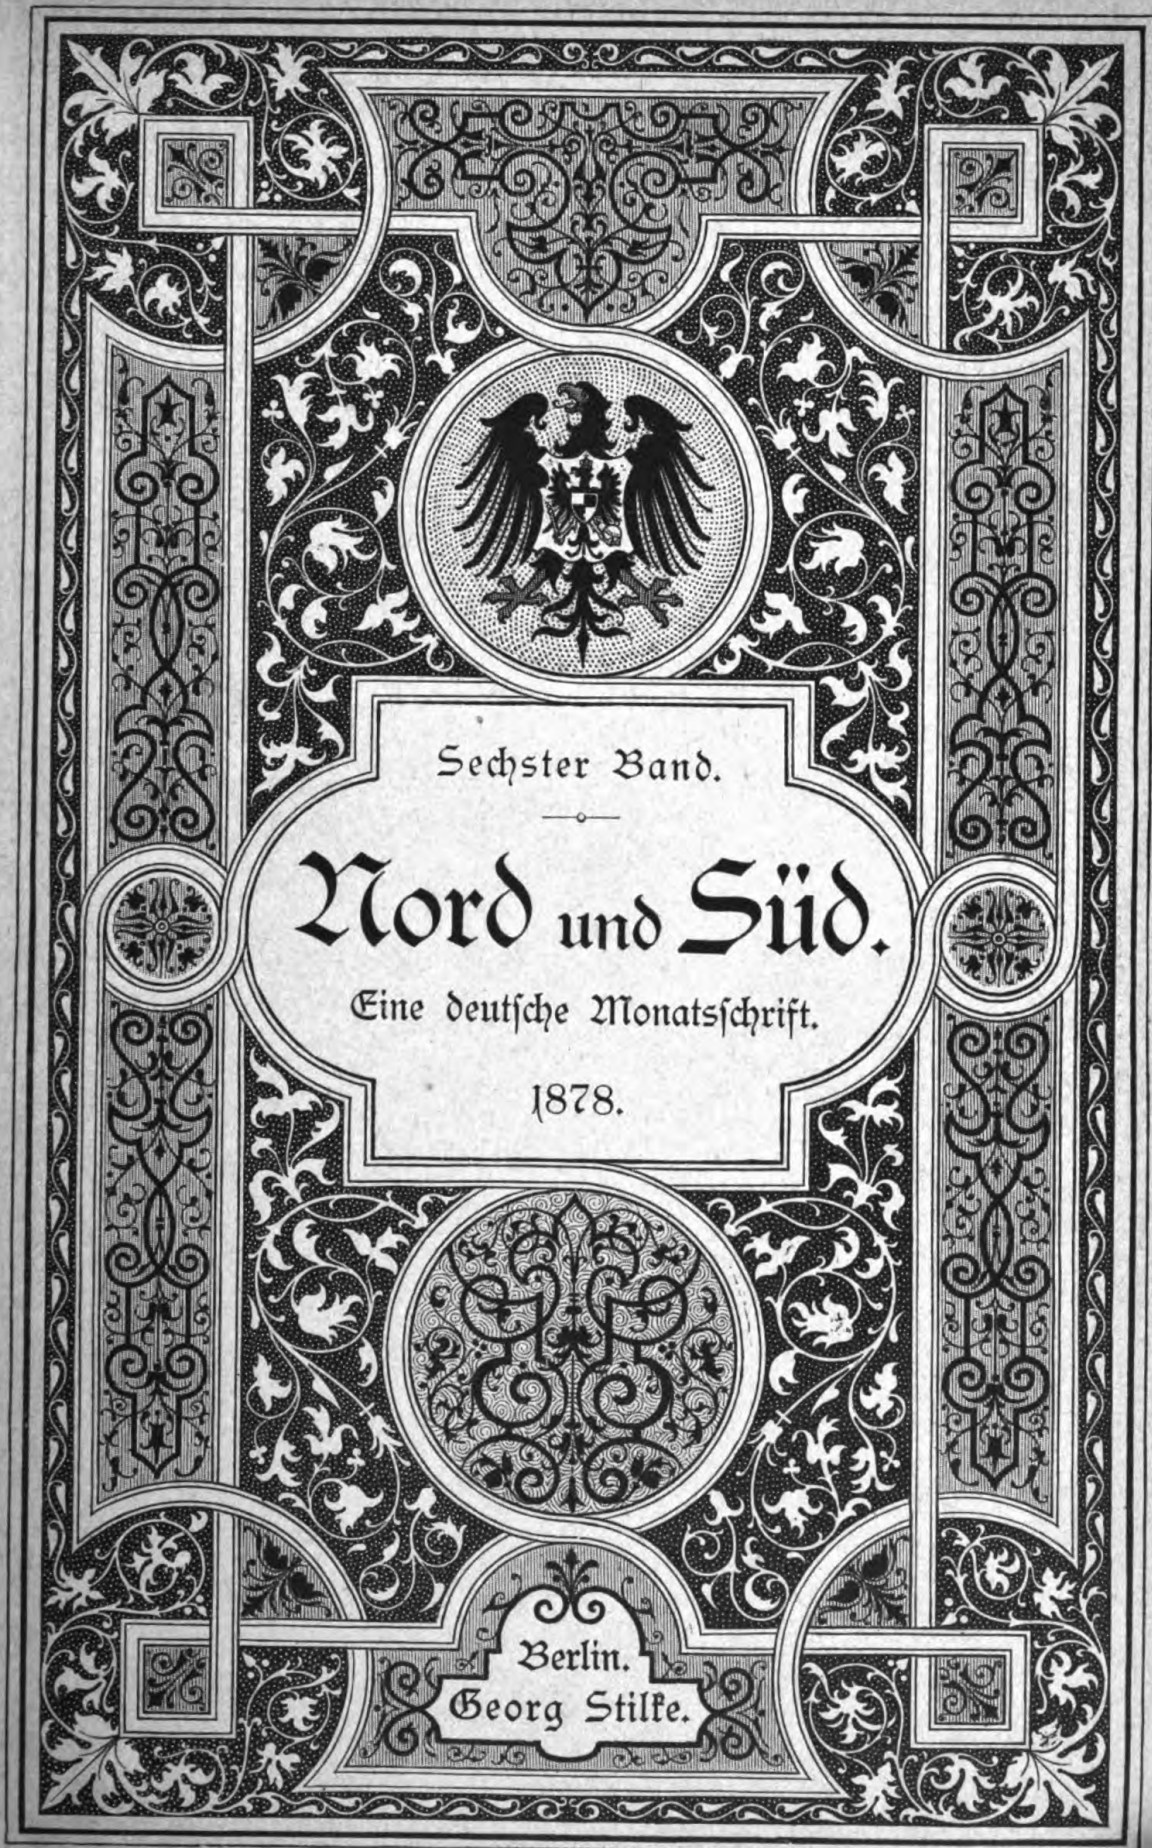 Sechster Band.
Nord und Süd.
Eine deutſche Monatsſchrift.
1878.
Berlin.
Georg Stilke.